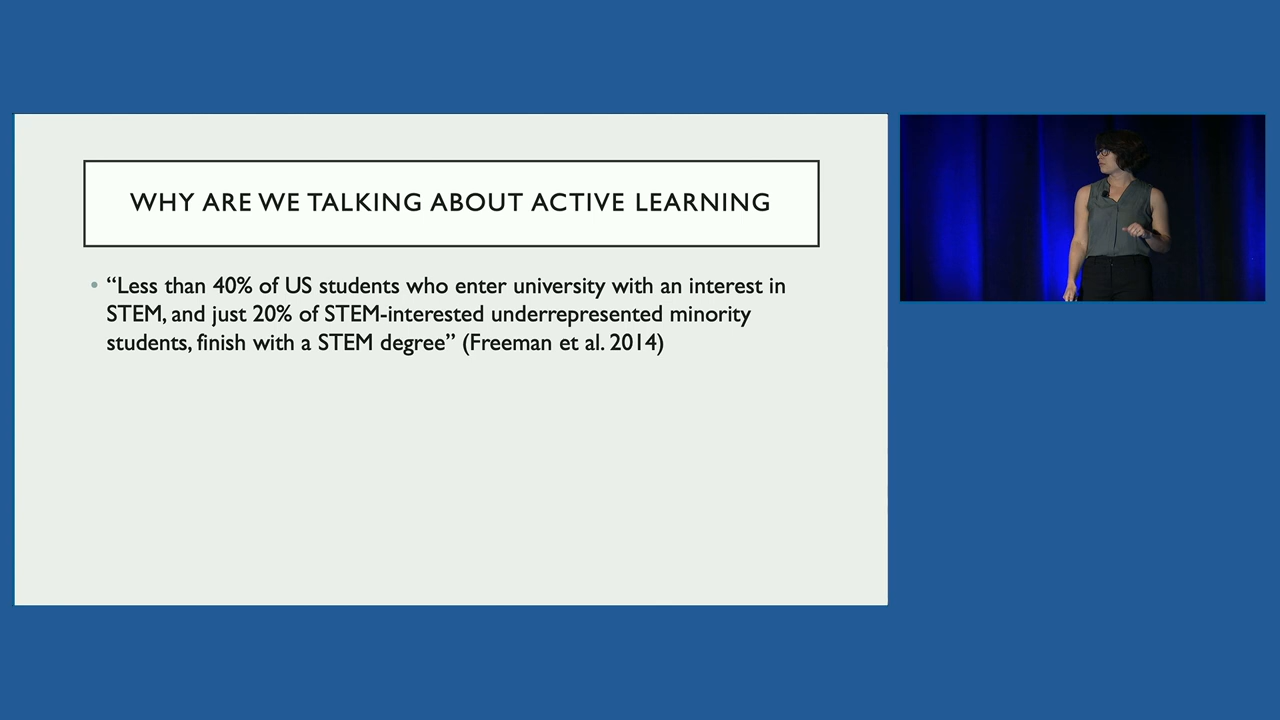 WHY ARE WE TALKING ABOUT ACTIVE LEARNING
• “Less than 40% of US students who enter university with an interest in
STEM, and just 20% of STEM-interested underrepresented minority
students, finish with a STEM degree” (Freeman et al. 2014)